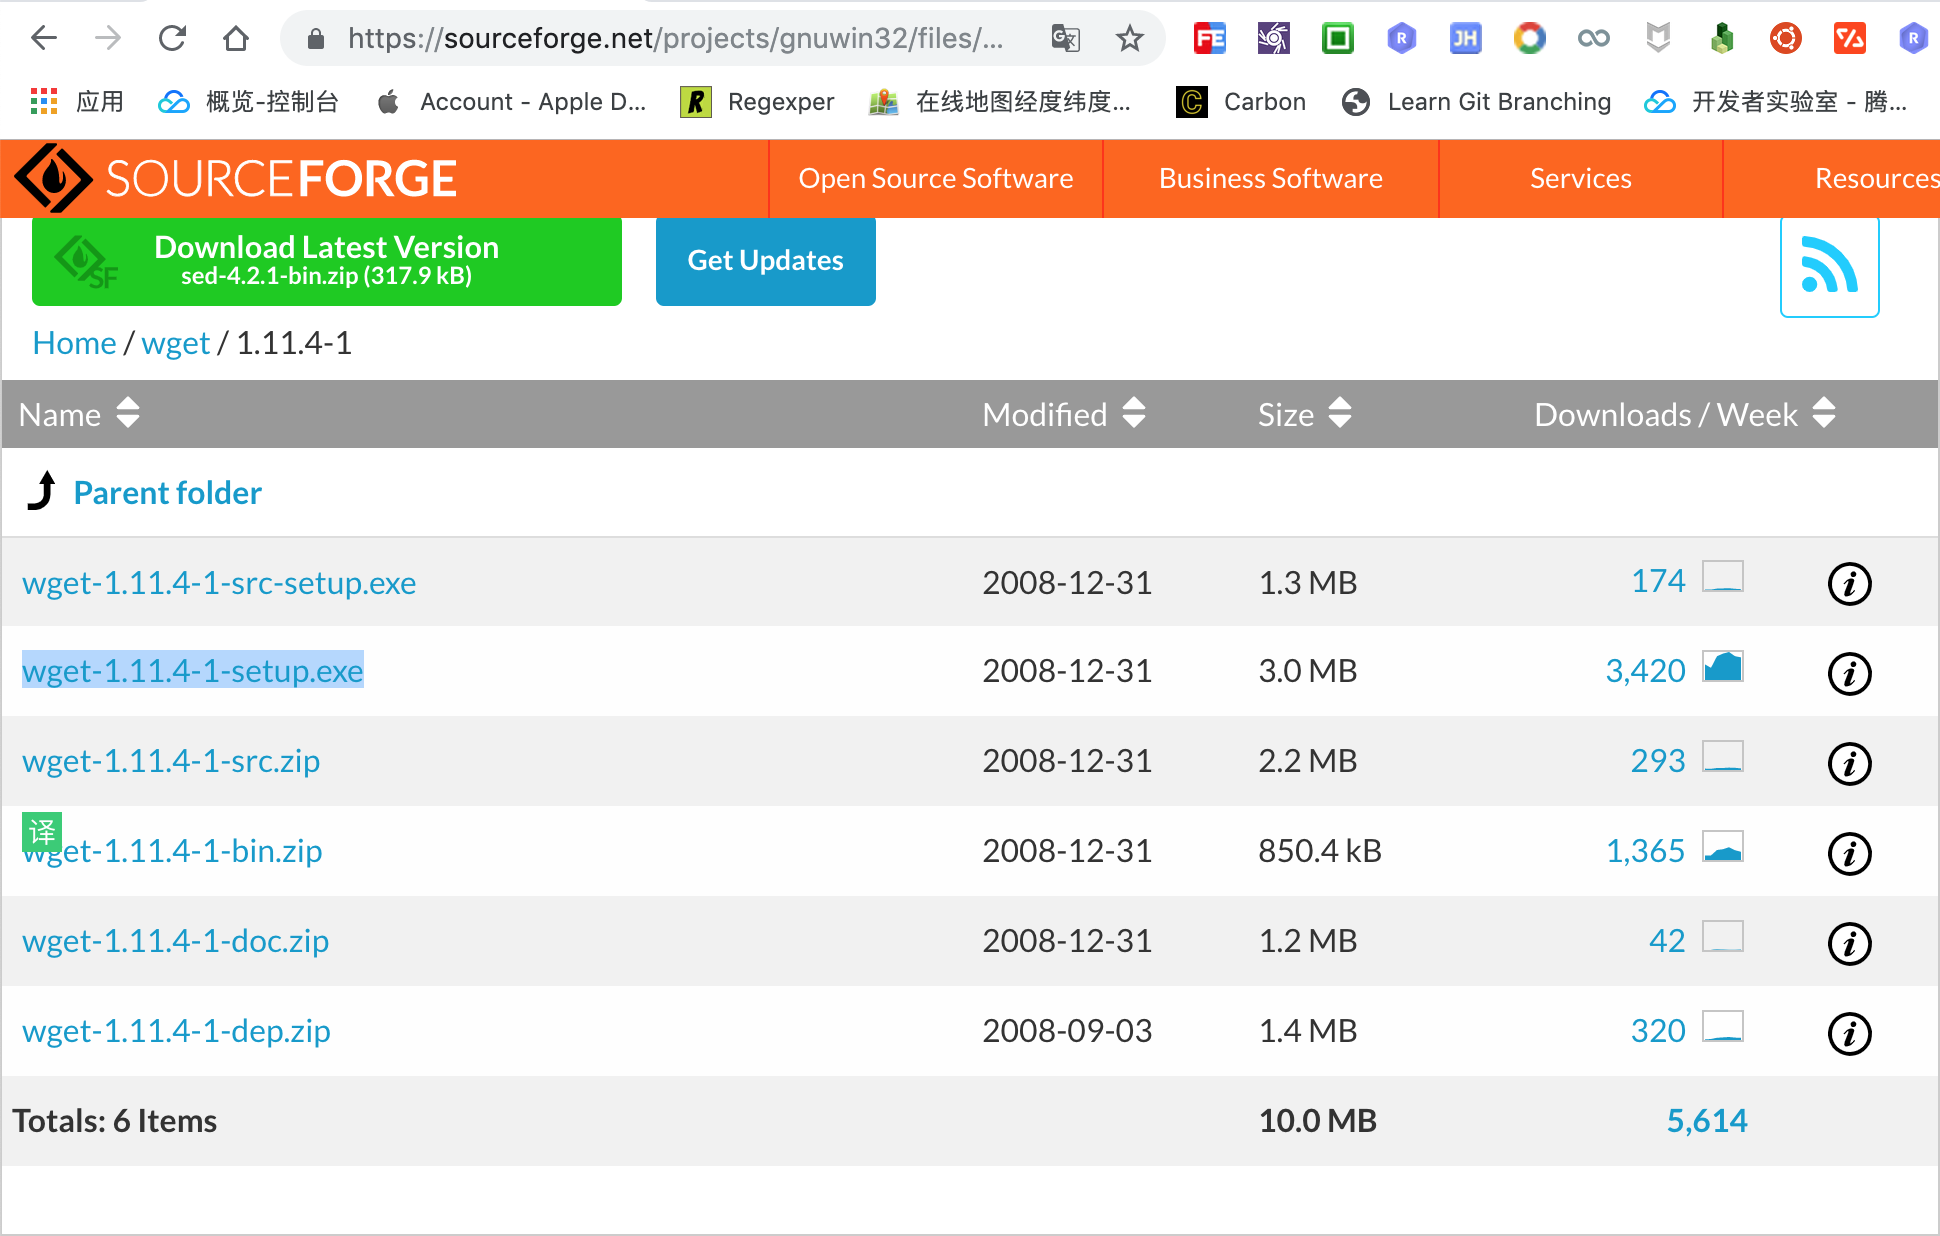 https://sourceforge.net/projects/gnuwin32/files/...
FE
R
JH
R
应用
概览-控制台
Account - Apple D...
R
Regexper
在线地图经度纬度...
C
Carbon
Learn Git Branching
开发者实验室 - 腾...
SOURCEFORGE
Open Source Software
Business Software
Services
Resources
SF
Download Latest Version
sed-4.2.1-bin.zip (317.9 kB)
Get Updates
Home / wget / 1.11.4-1
Name Modified Size Downloads / Week
Parent folder
wget-1.11.4-1-src-setup.exe 2008-12-31 1.3 MB 174 i
wget-1.11.4-1-setup.exe 2008-12-31 3.0 MB 3,420 i
wget-1.11.4-1-src.zip 2008-12-31 2.2 MB 293 i
译
wget-1.11.4-1-bin.zip 2008-12-31 850.4 kB 1,365 i
wget-1.11.4-1-doc.zip 2008-12-31 1.2 MB 42 i
wget-1.11.4-1-dep.zip 2008-09-03 1.4 MB 320 i
Totals: 6 Items 10.0 MB 5,614